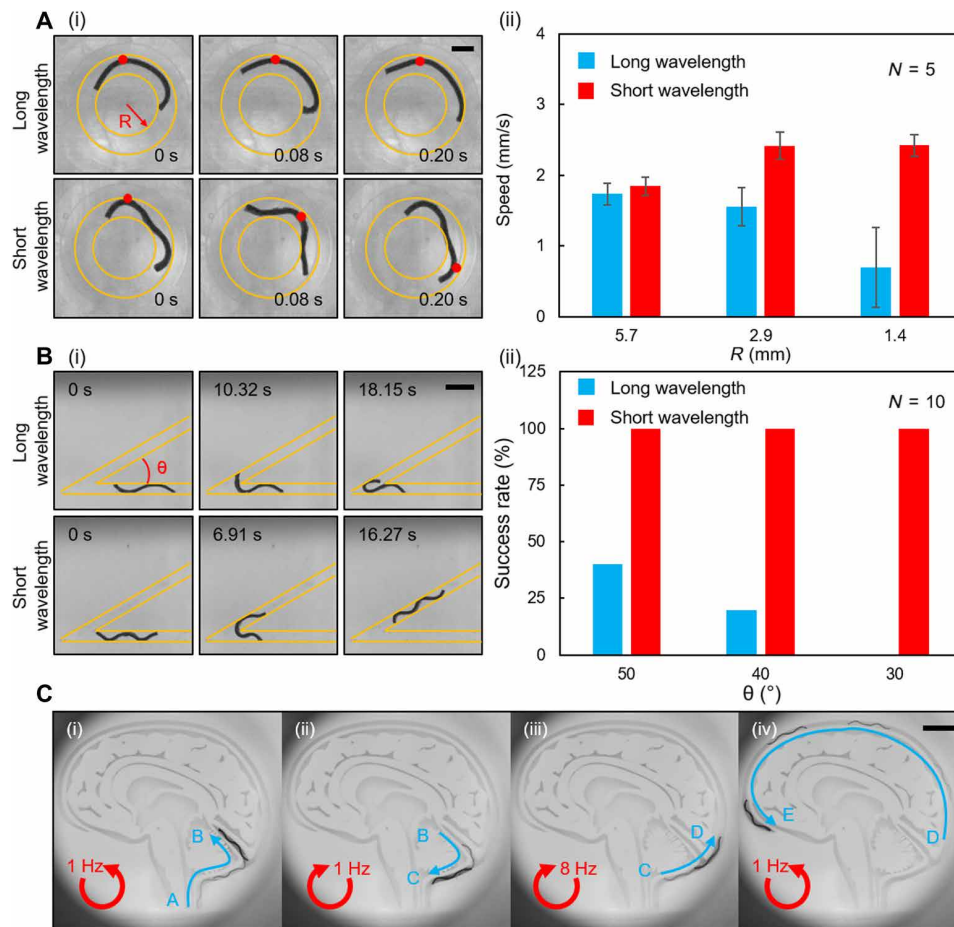 A
(i)
Long
wavelength
R
0 s
0.08 s
0.20 s
Short
wavelength
0 s
0.08 s
0.20 s
(ii)
Long wavelength
Short wavelength
N = 5
Speed (mm/s)
4
3
2
1
0
5.7
2.9
1.4
R (mm)
B
(i)
Long
wavelength
0 s
10.32 s
18.15 s
θ
Short
wavelength
0 s
6.91 s
16.27 s
(ii)
Long wavelength
Short wavelength
N = 10
Success rate (%)
125
100
75
50
25
0
50
40
30
θ (°)
C
(i)
B
A
1 Hz
(ii)
B
C
1 Hz
(iii)
D
C
8 Hz
(iv)
E
D
1 Hz